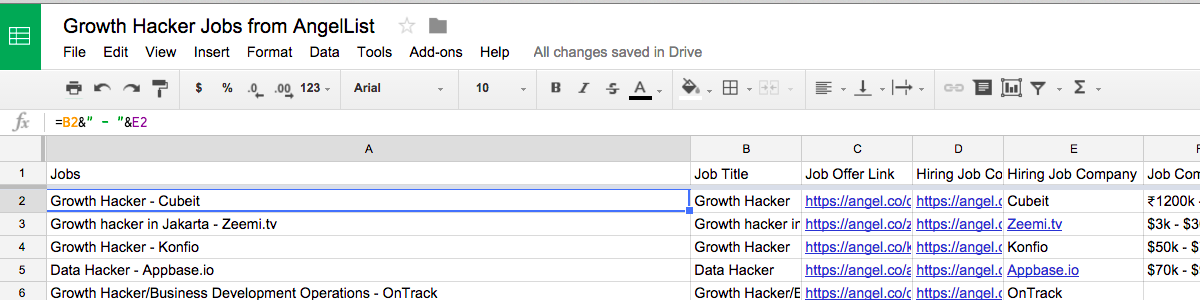 Growth Hacker Jobs from AngelList
File Edit View Insert Format Data Tools Add-ons Help All changes saved in Drive
$ % .0 .00 123 Arial 10 B I S A Σ
fx =B2&" - "&E2
A B C D E F
1 Jobs Job Title Job Offer Link Hiring Job Co Hiring Job Company Job Com
2 Growth Hacker - Cubeit Growth Hacker https://angel.co/c https://angel.c Cubeit ₹1200k -
3 Growth hacker in Jakarta - Zeemi.tv Growth hacker in https://angel.co/z https://angel.c Zeemi.tv $3k - $3
4 Growth Hacker - Konfio Growth Hacker https://angel.co/k https://angel.c Konfio $50k - $
5 Data Hacker - Appbase.io Data Hacker https://angel.co/a https://angel.c Appbase.io $70k - $
6 Growth Hacker/Business Development Operations - OnTrack Growth Hacker/B https://angel.co/c https://angel.c OnTrack